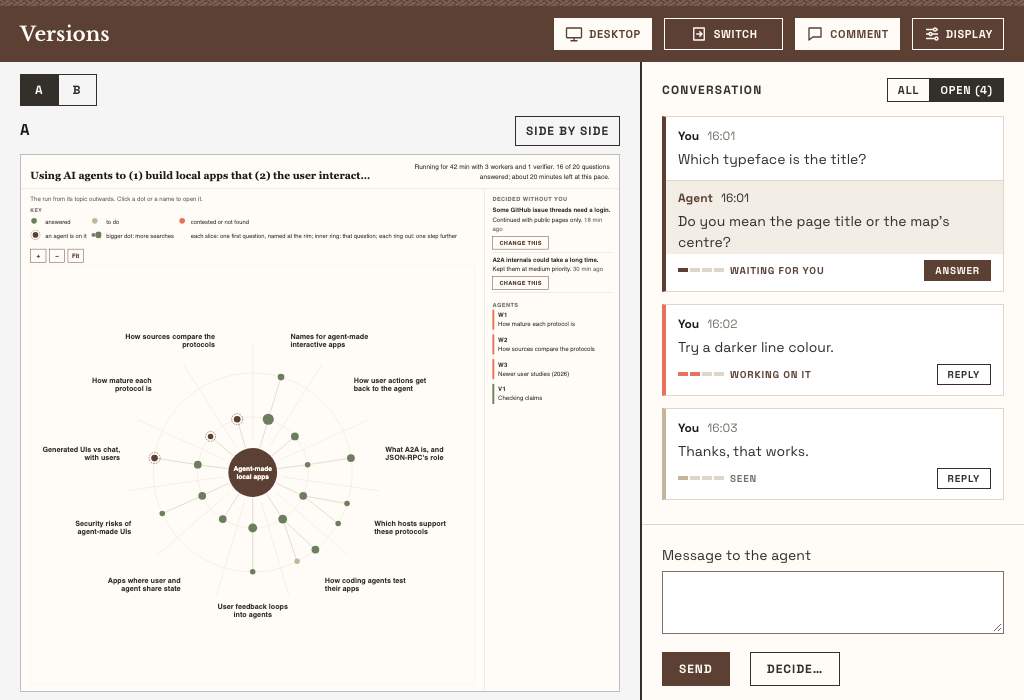 Versions
DESKTOP
SWITCH
COMMENT
DISPLAY
A
B
A
SIDE BY SIDE
Using AI agents to (1) build local apps that (2) the user interact...
Running for 42 min with 3 workers and 1 verifier. 16 of 20 questions
answered; about 20 minutes left at this pace.
The run from its topic outwards. Click a dot or a name to open it.
KEY
answered
to do
contested or not found
an agent is on it
bigger dot: more searches
each slice: one first question, named at the rim; inner ring: that question; each ring out: one step further
+
−
Fit
How sources compare the
protocols
Names for agent-made
interactive apps
How mature each
protocol is
How user actions get
back to the agent
Generated UIs vs chat,
with users
What A2A is, and
JSON-RPC's role
Agent-made
local apps
Security risks of
agent-made UIs
Which hosts support
these protocols
Apps where user and
agent share state
How coding agents test
their apps
User feedback loops
into agents
DECIDED WITHOUT YOU
Some GitHub issue threads need a login.
Continued with public pages only. 18 min
ago
CHANGE THIS
A2A internals could take a long time.
Kept them at medium priority. 30 min ago
CHANGE THIS
AGENTS
W1
How mature each protocol is
W2
How sources compare the protocols
W3
Newer user studies (2026)
V1
Checking claims
CONVERSATION
ALL
OPEN (4)
You 16:01
Which typeface is the title?
Agent 16:01
Do you mean the page title or the map's
centre?
WAITING FOR YOU
ANSWER
You 16:02
Try a darker line colour.
WORKING ON IT
REPLY
You 16:03
Thanks, that works.
SEEN
REPLY
Message to the agent
SEND
DECIDE...